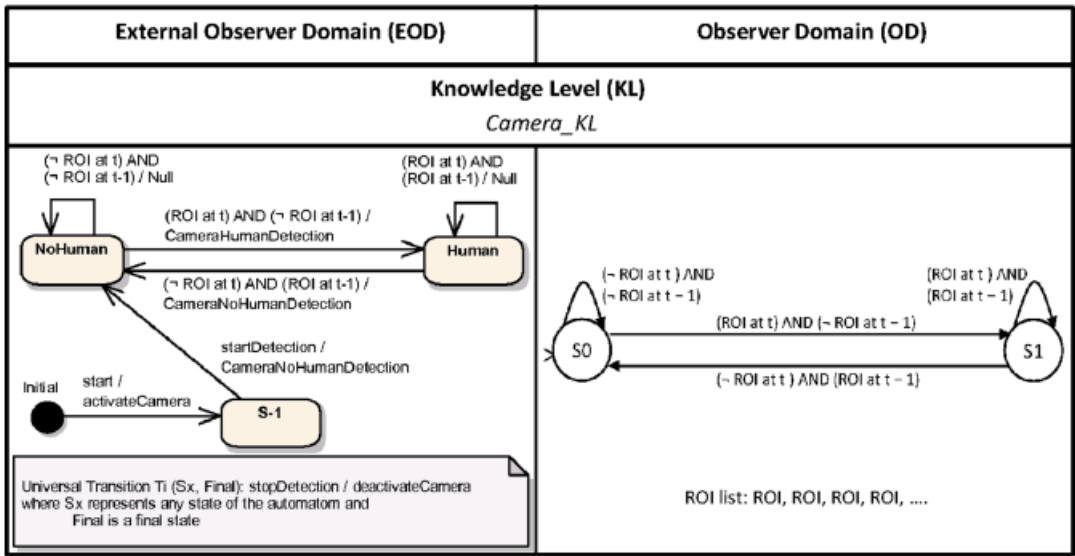 External Observer Domain (EOD)
Observer Domain (OD)
Knowledge Level (KL)
Camera_KL
(¬ ROI at t) AND
(¬ ROI at t-1) / Null
(ROI at t) AND
(ROI at t-1) / Null
(ROI at t) AND (¬ ROI at t-1) /
CameraHumanDetection
NoHuman
Human
(¬ ROI at t) AND (ROI at t-1) /
CameraNoHumanDetection
startDetection /
CameraNoHumanDetection
Initial
start /
activateCamera
S-1
Universal Transition Ti (Sx, Final): stopDetection / deactivateCamera
where Sx represents any state of the automatom and
Final is a final state
(¬ ROI at t ) AND
(¬ ROI at t – 1)
(ROI at t ) AND
(ROI at t – 1)
(ROI at t) AND (¬ ROI at t – 1)
S0
S1
(¬ ROI at t ) AND (ROI at t – 1)
ROI list: ROI, ROI, ROI, ROI, ....